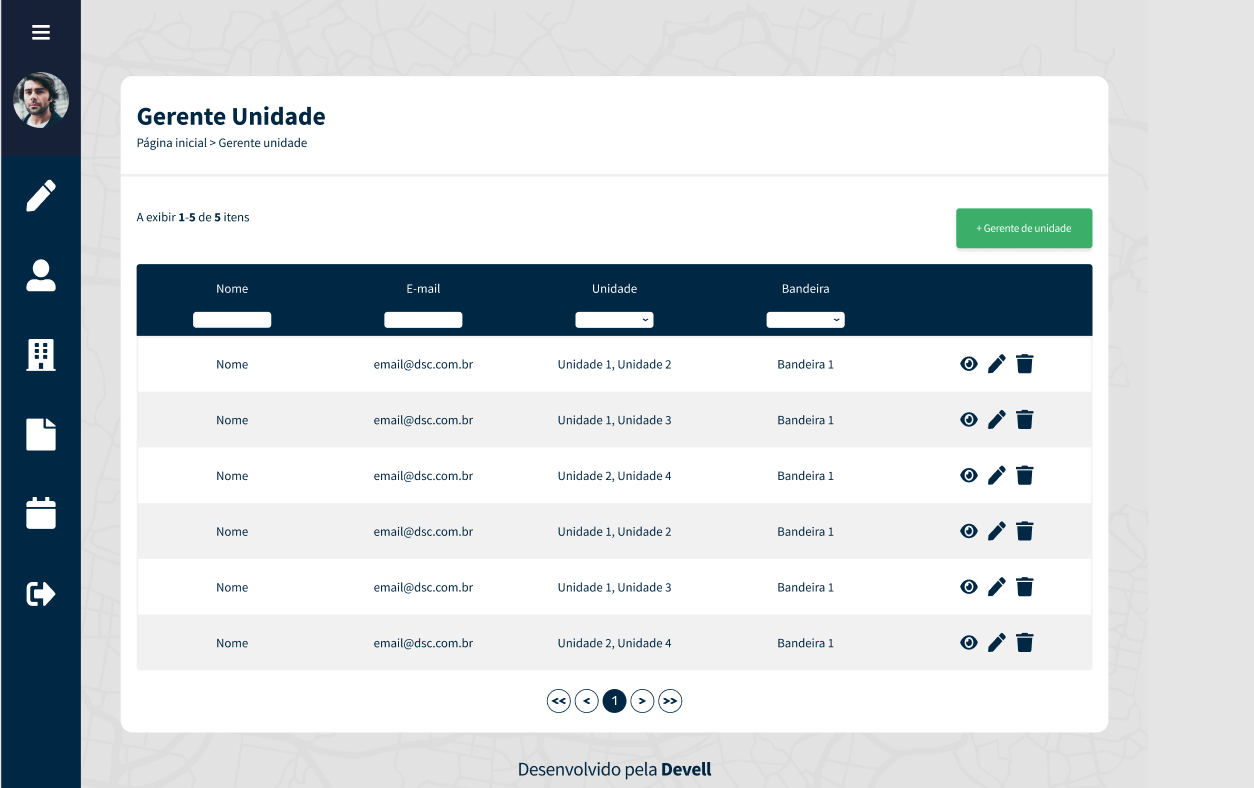 Gerente Unidade
Página inicial > Gerente unidade
A exibir 1-5 de 5 itens
+ Gerente de unidade
Nome E-mail Unidade Bandeira
Nome email@dsc.com.br Unidade 1, Unidade 2 Bandeira 1
Nome email@dsc.com.br Unidade 1, Unidade 3 Bandeira 1
Nome email@dsc.com.br Unidade 2, Unidade 4 Bandeira 1
Nome email@dsc.com.br Unidade 1, Unidade 2 Bandeira 1
Nome email@dsc.com.br Unidade 1, Unidade 3 Bandeira 1
Nome email@dsc.com.br Unidade 2, Unidade 4 Bandeira 1
<< < 1 > >>
Desenvolvido pela Devell